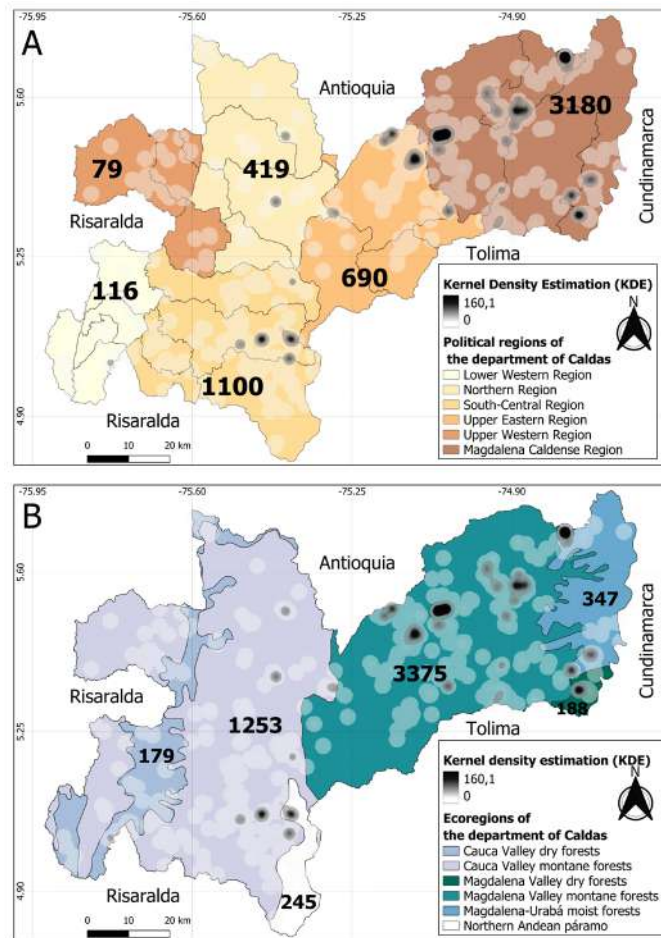 A
-75.95 -75.60 -75.25 -74.90
5.60
5.25
4.90
Antioquia
3180
Cundinamarca
79
419
Risaralda
690
Tolima
116
1100
Risaralda
0 10 20 km
Kernel Density Estimation (KDE)
160,1
0
N
Political regions of
the department of Caldas
Lower Western Region
Northern Region
South-Central Region
Upper Eastern Region
Upper Western Region
Magdalena Caldense Region
B
-75.95 -75.60 -75.25 -74.90
5.60
5.25
4.90
Antioquia
Cundinamarca
347
3375
188
Risaralda
1253
179
Tolima
245
Risaralda
0 10 20 km
Kernel density estimation (KDE)
160,1
0
N
Ecoregions of
the department of Caldas
Cauca Valley dry forests
Cauca Valley montane forests
Magdalena Valley dry forests
Magdalena Valley montane forests
Magdalena-Urabá moist forests
Northern Andean páramo